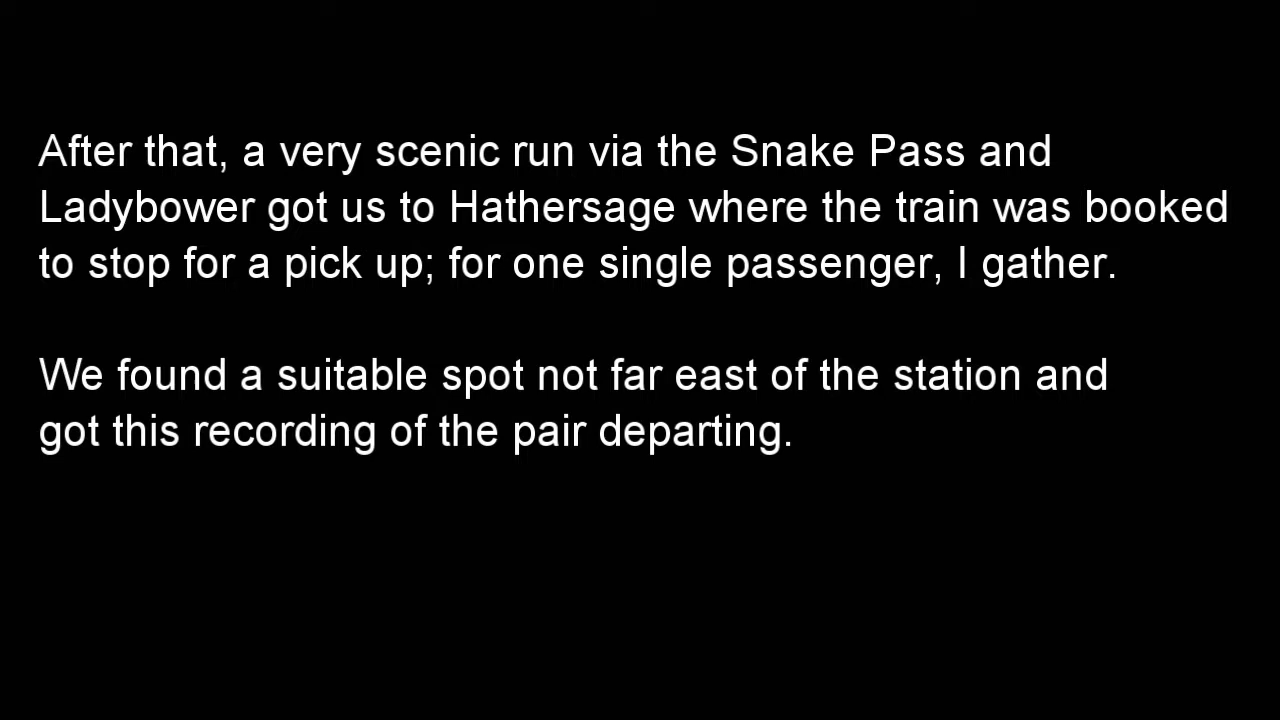 After that, a very scenic run via the Snake Pass and
Ladybower got us to Hathersage where the train was booked
to stop for a pick up; for one single passenger, I gather.
We found a suitable spot not far east of the station and
got this recording of the pair departing.